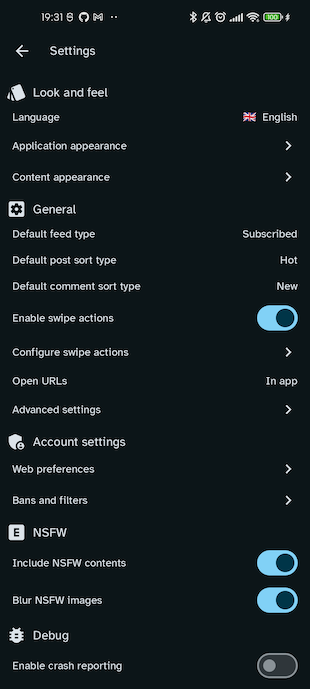 19:31
100
Settings
Look and feel
Language English
Application appearance
Content appearance
General
Default feed type Subscribed
Default post sort type Hot
Default comment sort type New
Enable swipe actions
Configure swipe actions
Open URLs In app
Advanced settings
Account settings
Web preferences
Bans and filters
E NSFW
Include NSFW contents
Blur NSFW images
Debug
Enable crash reporting